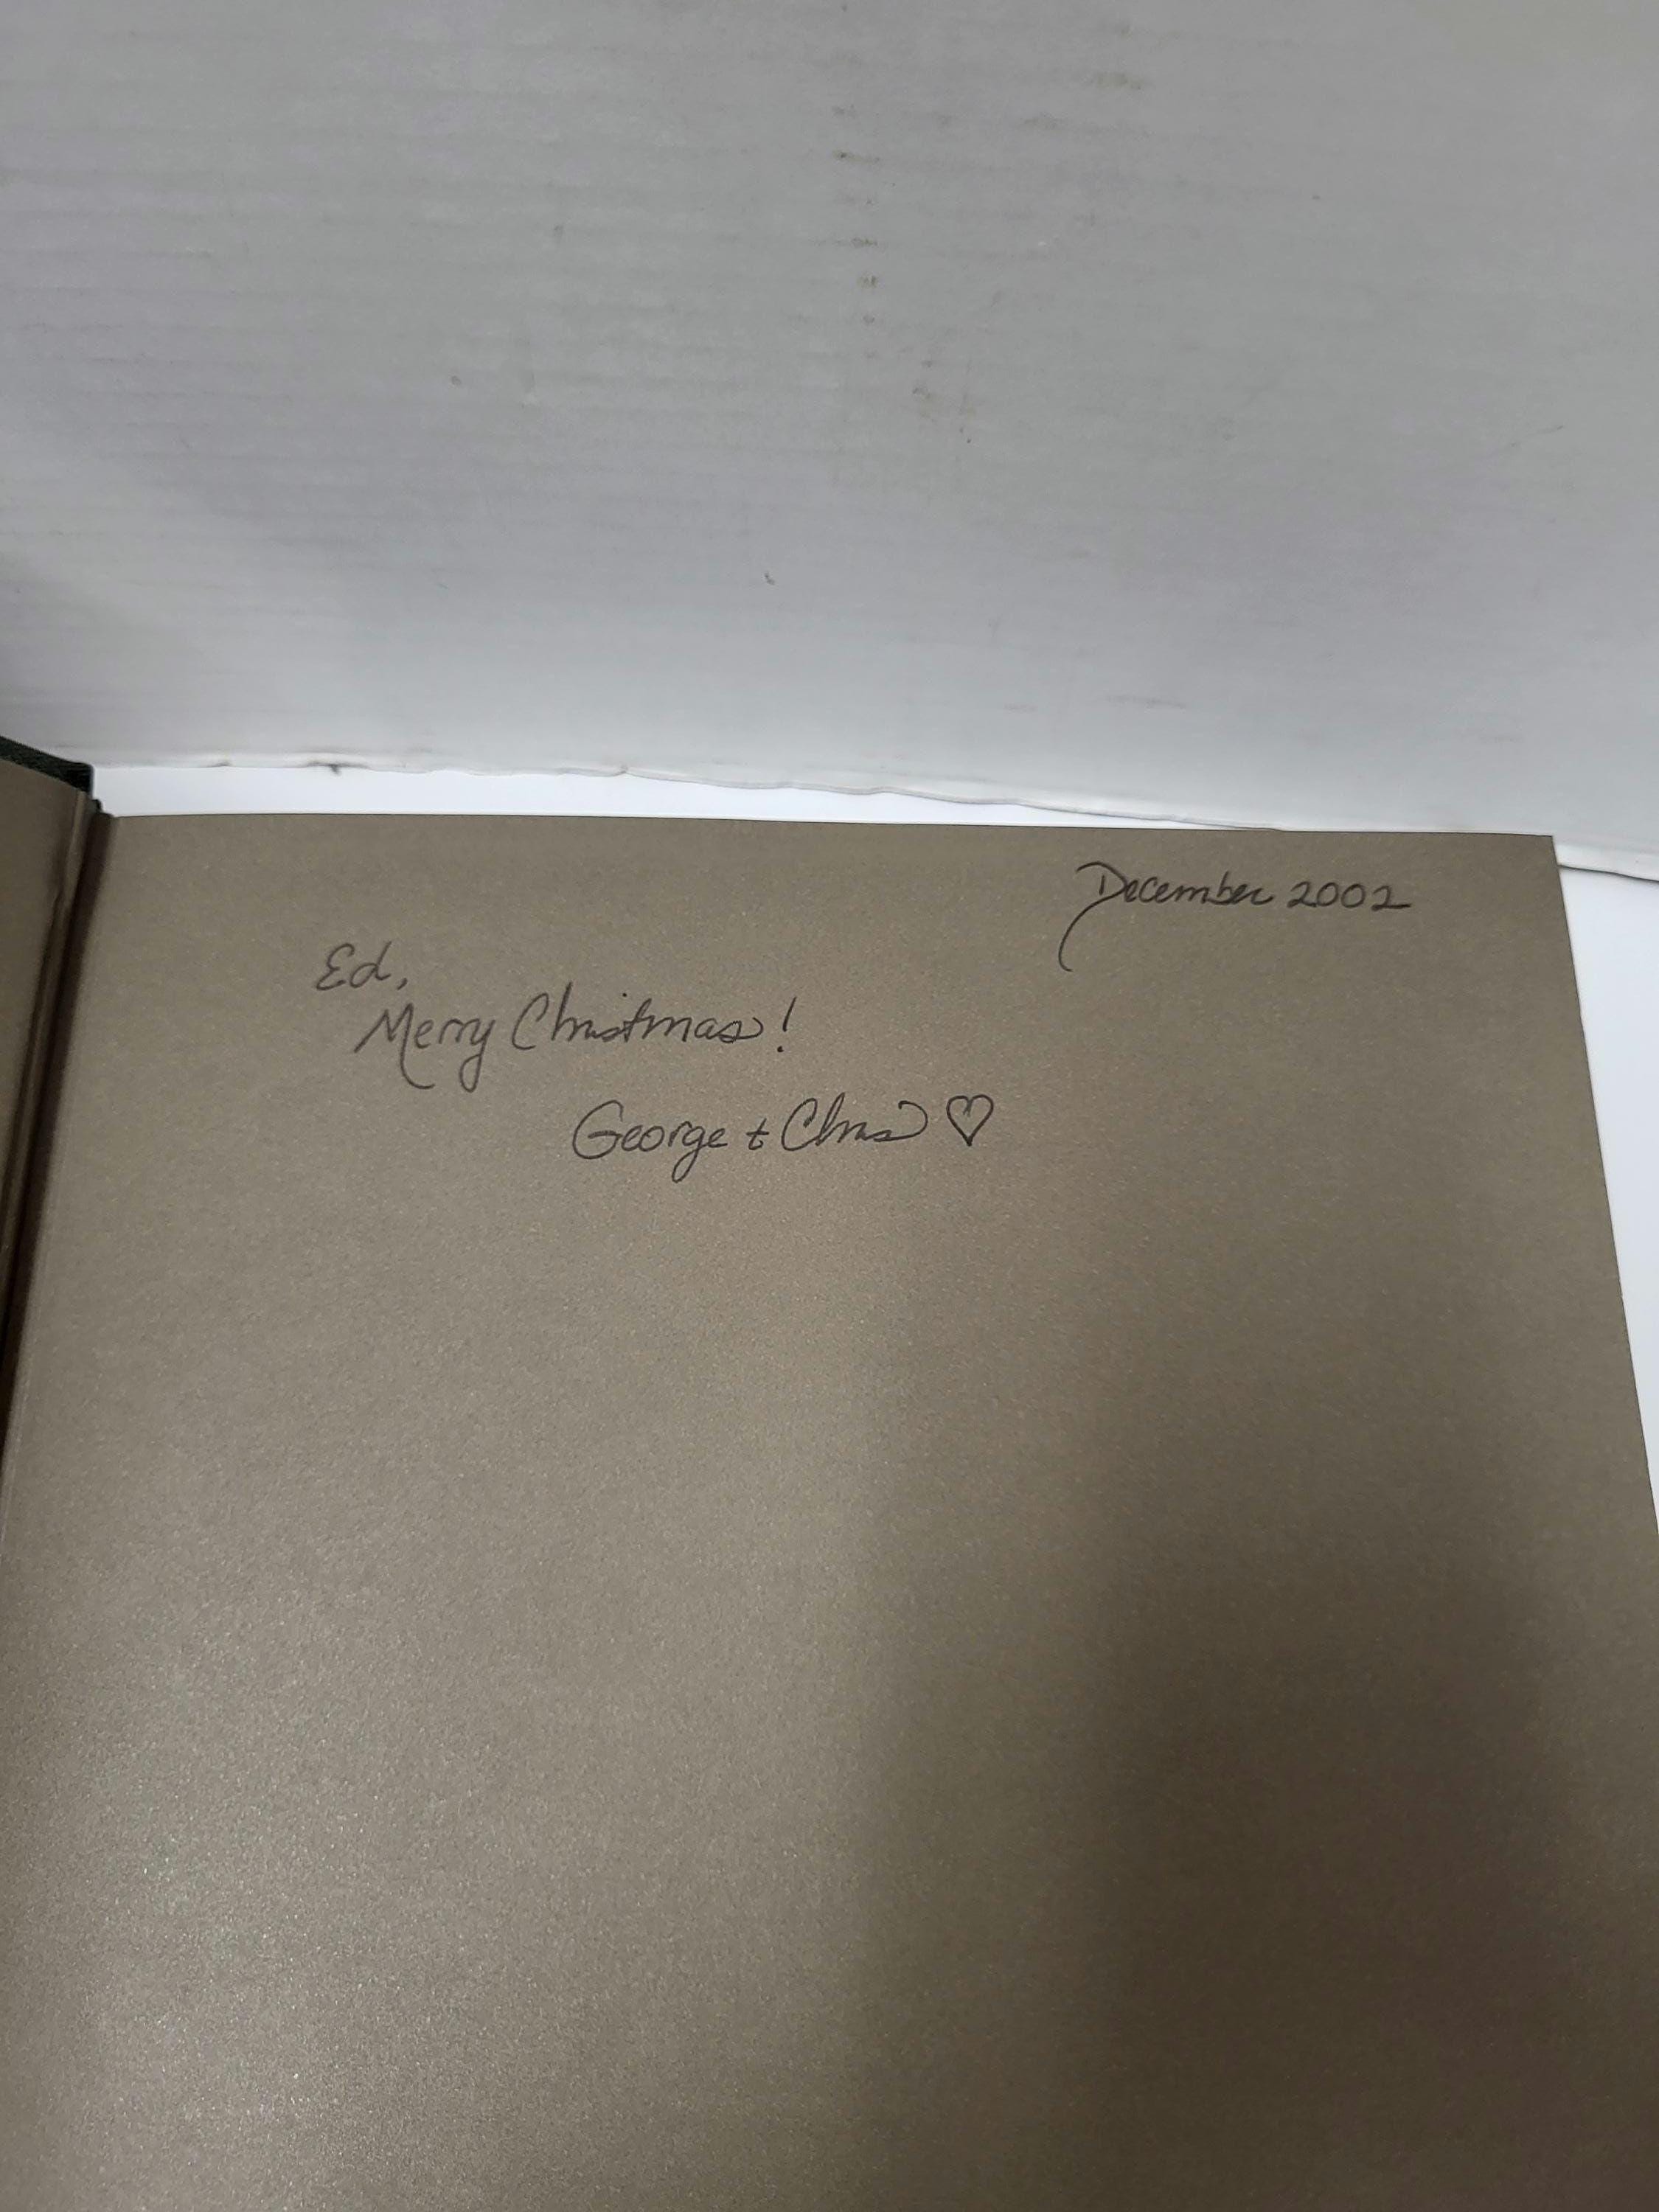 December 2002
Ed,
Merry Christmas!
George + Chris ♡